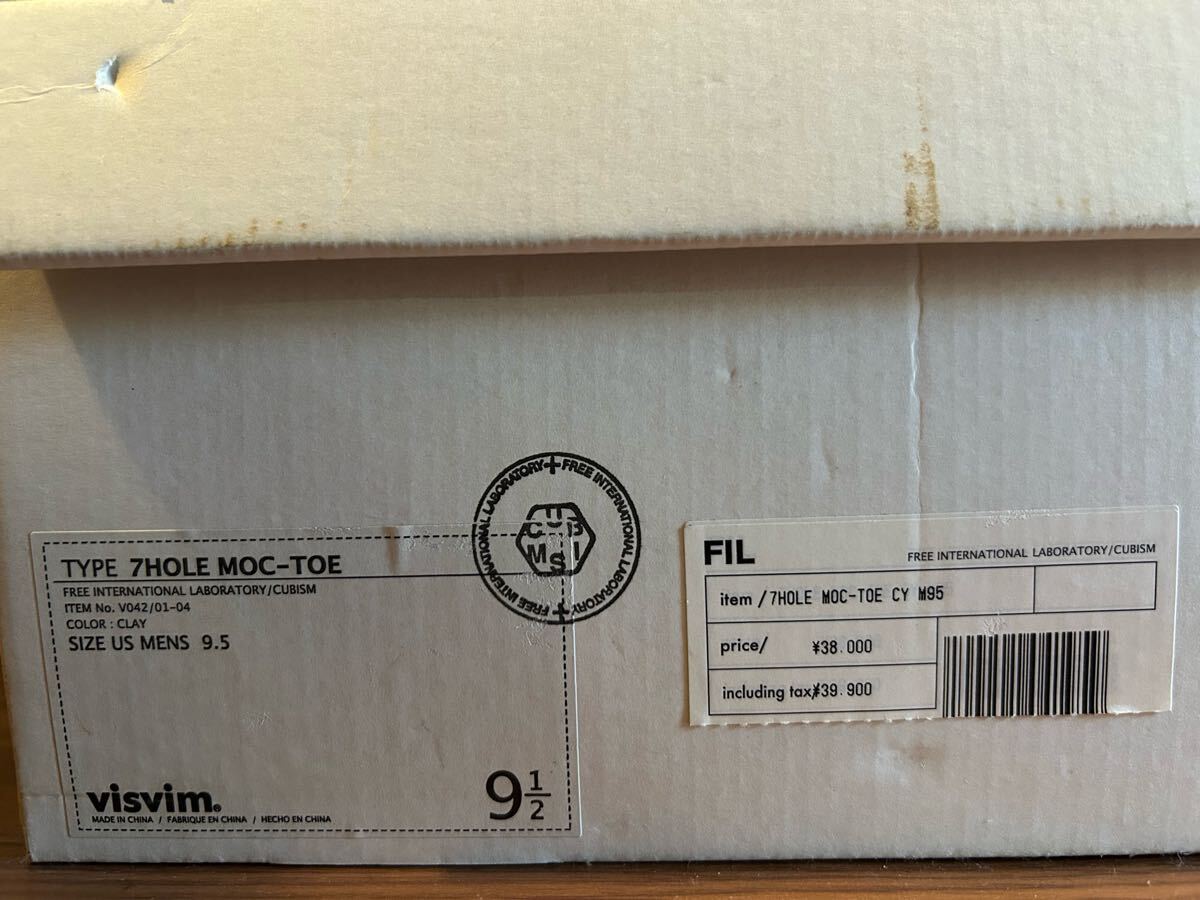 TYPE 7HOLE MOC-TOE
FREE INTERNATIONAL LABORATORY/CUBISM
ITEM No. V042/01-04
COLOR : CLAY
SIZE US MENS 9.5
visvim®
MADE IN CHINA / FABRIQUE EN CHINA / HECHO EN CHINA
9 1/2
FREE INTERNATIONAL LABORATORY + FREE INTERNATIONAL LABORATORY +
CUBISM
FIL
FREE INTERNATIONAL LABORATORY/CUBISM
item /7HOLE MOC-TOE CY M95
price/ ¥38.000
including tax/¥39.900